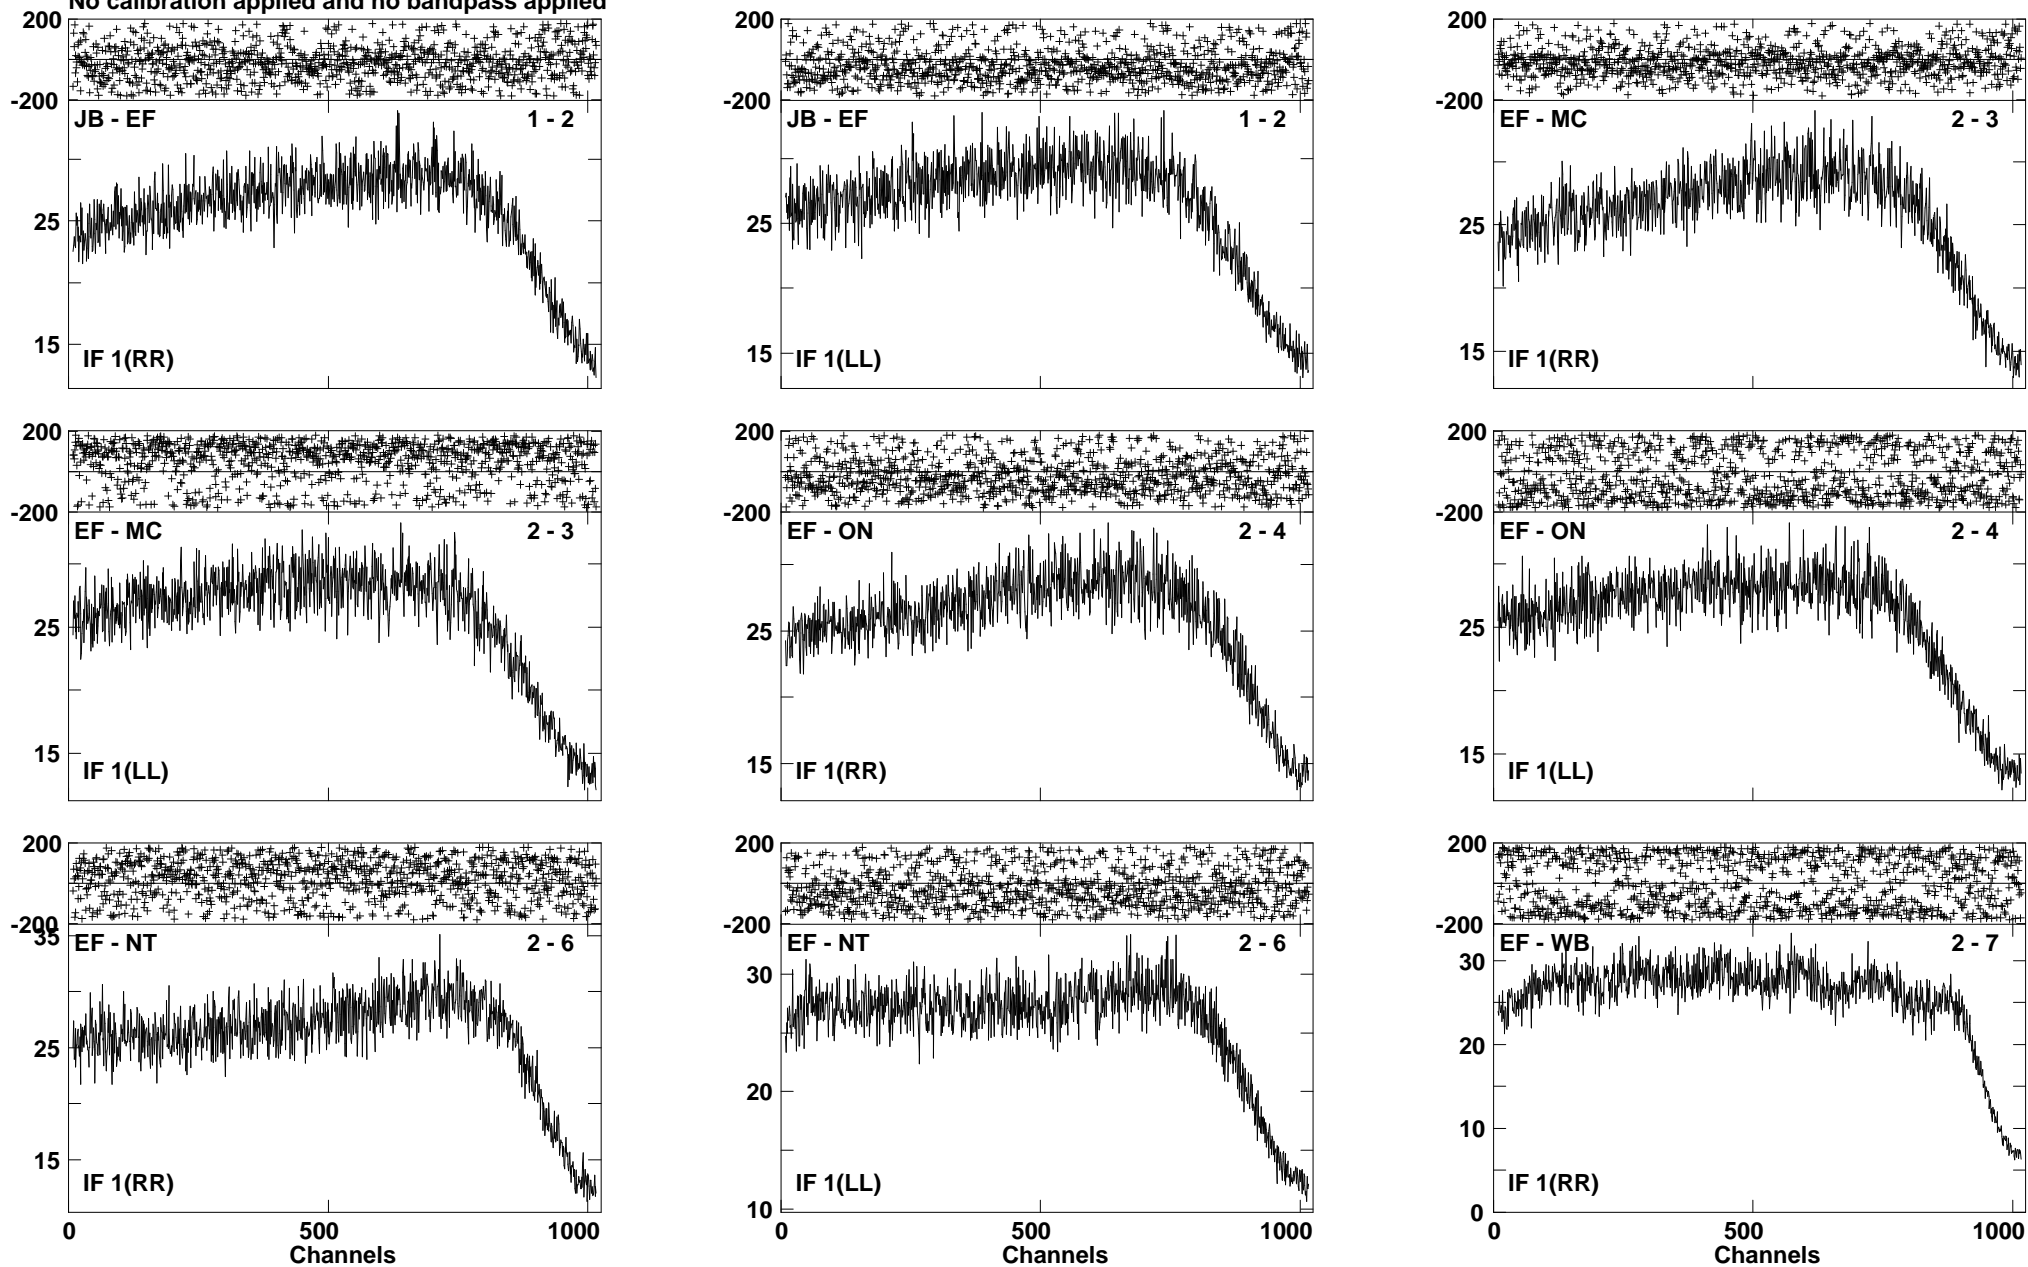 No calibration applied and no bandpass applied
200
-200
JB - EF 1 - 2
25
15
IF 1(RR)
200
-200
JB - EF 1 - 2
25
15
IF 1(LL)
200
-200
EF - MC 2 - 3
25
15
IF 1(RR)
200
-200
EF - MC 2 - 3
25
15
IF 1(LL)
200
-200
EF - ON 2 - 4
25
15
IF 1(RR)
200
-200
EF - ON 2 - 4
25
15
IF 1(LL)
200
-200
35
EF - NT 2 - 6
25
15
IF 1(RR)
0 500 1000
Channels
200
-200
EF - NT 2 - 6
30
20
IF 1(LL)
10
0 500 1000
Channels
200
-200
EF - WB 2 - 7
30
20
10
IF 1(RR)
0
0 500 1000
Channels